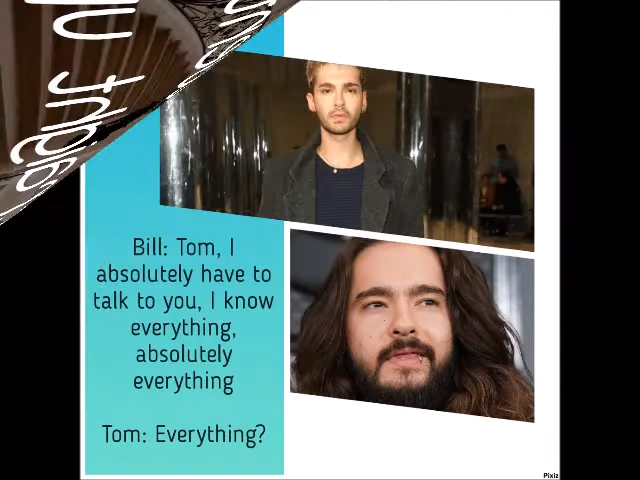 Bill: Tom, I
absolutely have to
talk to you, I know
everything,
absolutely
everything
Tom: Everything?
Pixiz